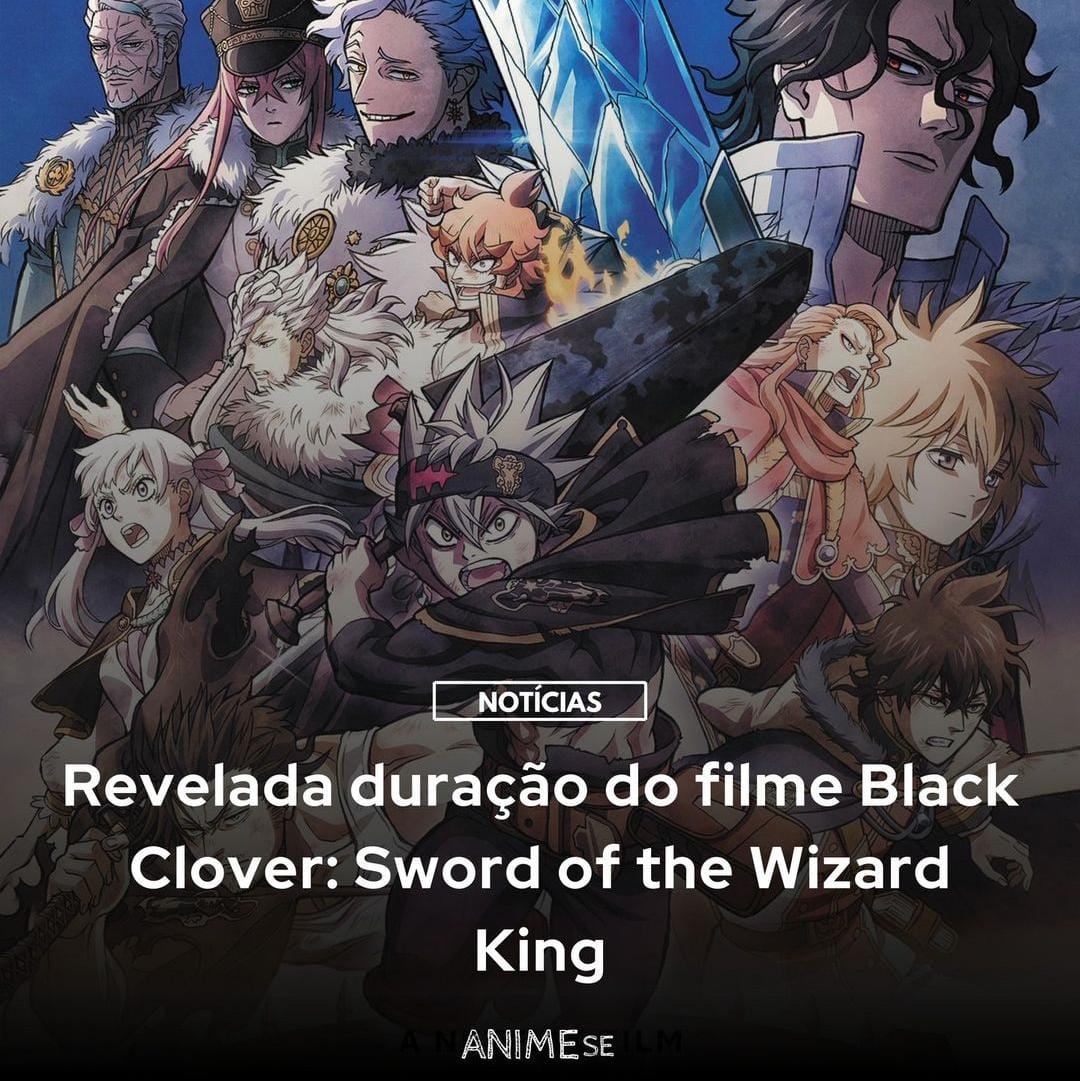 NOTÍCIAS
Revelada duração do filme Black
Clover: Sword of the Wizard
King
ANIMESE